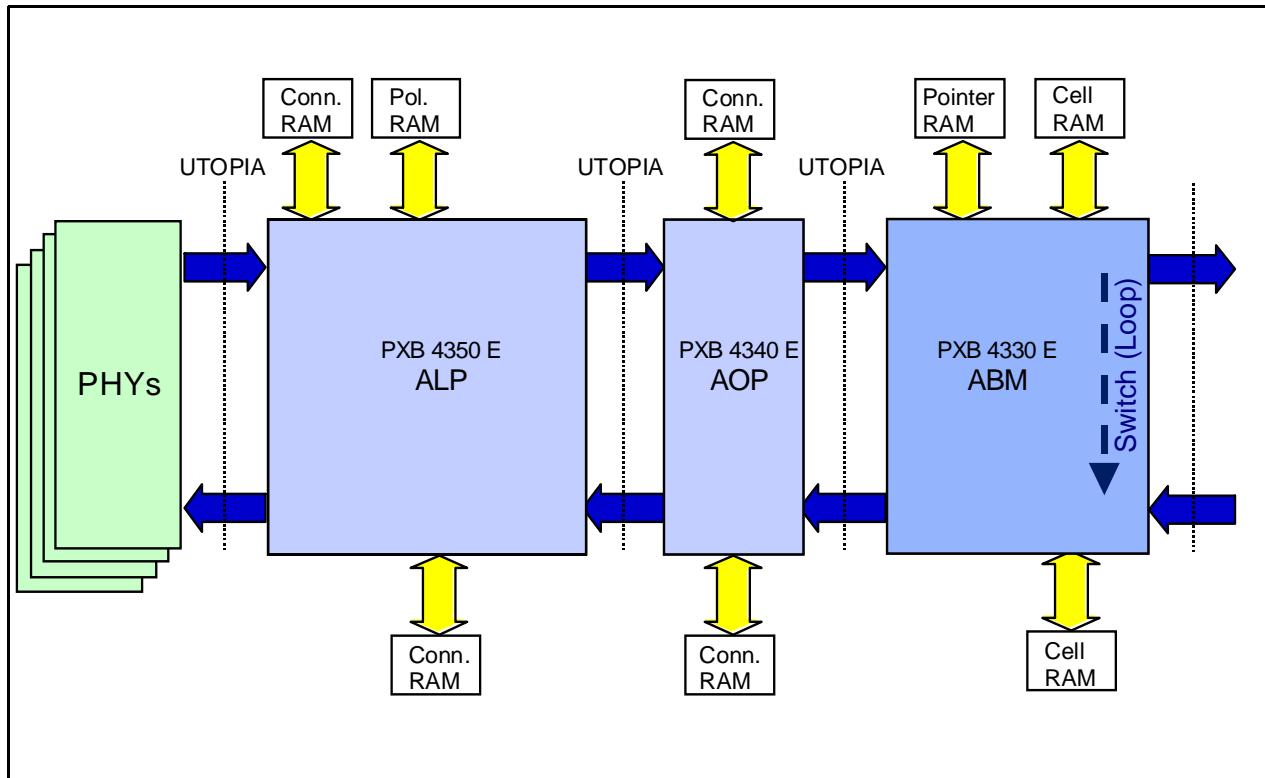 Conn.
RAM
Pol.
RAM
Conn.
RAM
Pointer
RAM
Cell
RAM
UTOPIA
UTOPIA
UTOPIA
PHYs
PXB 4350 E
ALP
PXB 4340 E
AOP
PXB 4330 E
ABM
Switch (Loop)
Conn.
RAM
Conn.
RAM
Cell
RAM